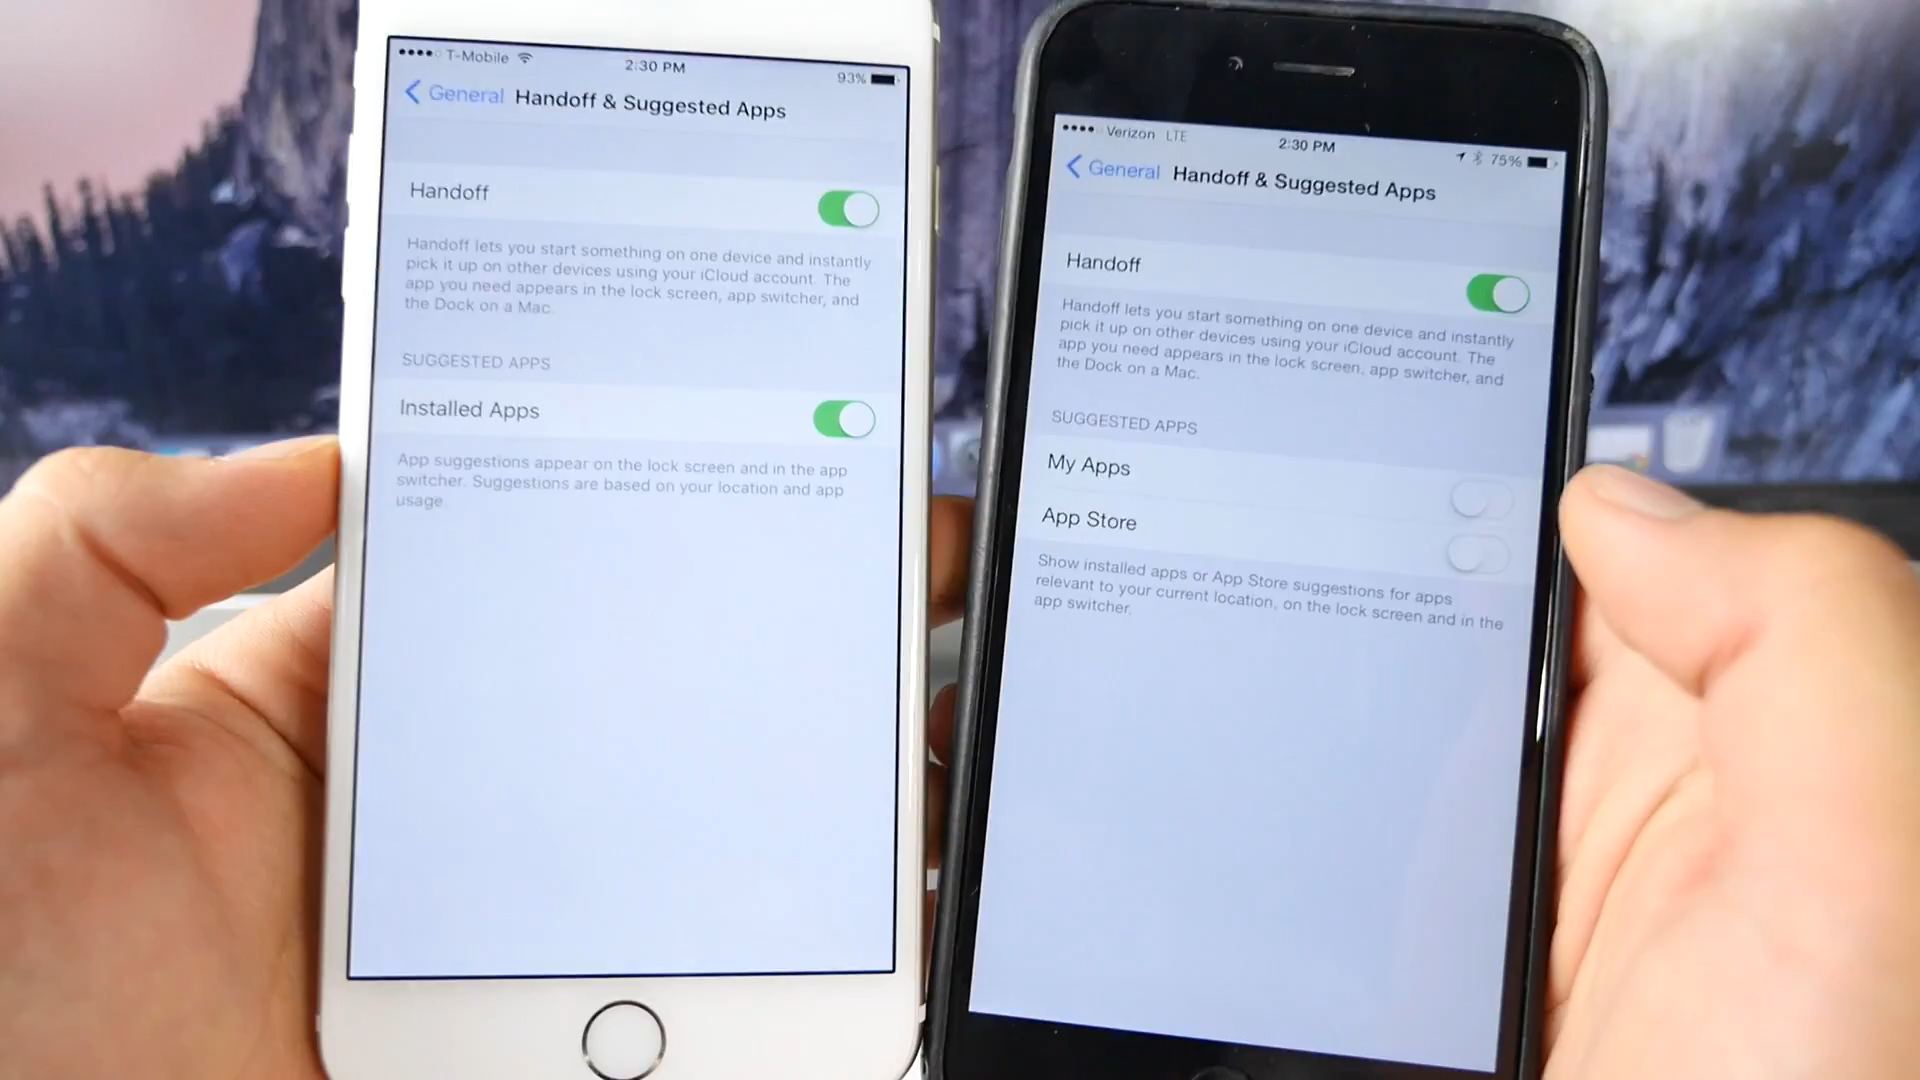 T-Mobile
2:30 PM
93%
General
Handoff & Suggested Apps
Handoff
Handoff lets you start something on one device and instantly
pick it up on other devices using your iCloud account. The
app you need appears in the lock screen, app switcher, and
the Dock on a Mac.
SUGGESTED APPS
Installed Apps
App suggestions appear on the lock screen and in the app
switcher. Suggestions are based on your location and app
usage.
Verizon LTE
2:30 PM
75%
General
Handoff & Suggested Apps
Handoff
Handoff lets you start something on one device and instantly
pick it up on other devices using your iCloud account. The
app you need appears in the lock screen, app switcher, and
the Dock on a Mac.
SUGGESTED APPS
My Apps
App Store
Show installed apps or App Store suggestions for apps
relevant to your current location, on the lock screen and in the
app switcher.